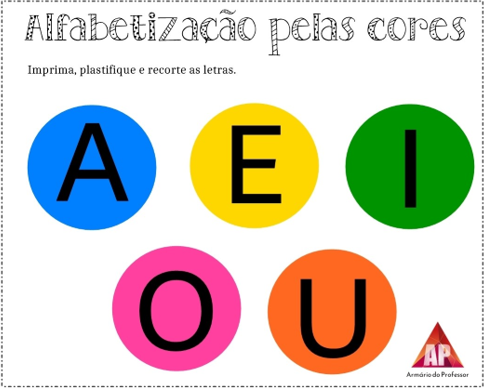 Alfabetização pelas cores
Imprima, plastifique e recorte as letras.
A E I
O U
AP
Armário do Professor